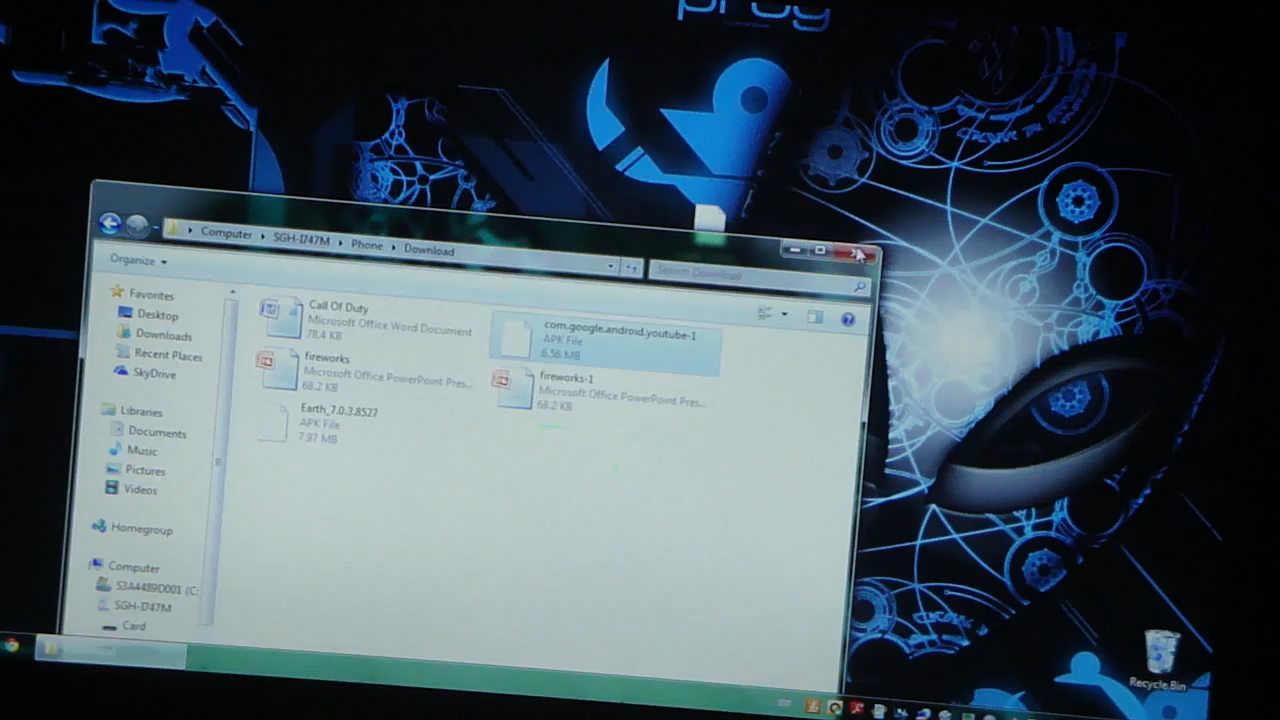 Computer ▸ SGH-I747M ▸ Phone ▸ Download
Search Download
Organize
Favorites
Desktop
Downloads
Recent Places
SkyDrive
Libraries
Documents
Music
Pictures
Videos
Homegroup
Computer
S3A4489D001 (C:
SGH-I747M
Card
Call Of Duty
Microsoft Office Word Document
78.4 KB
com.google.android.youtube-1
APK File
6.56 MB
fireworks
Microsoft Office PowerPoint Pres...
68.2 KB
fireworks-1
Microsoft Office PowerPoint Pres...
68.2 KB
Earth_7.0.3.8527
APK File
7.97 MB
Recycle Bin